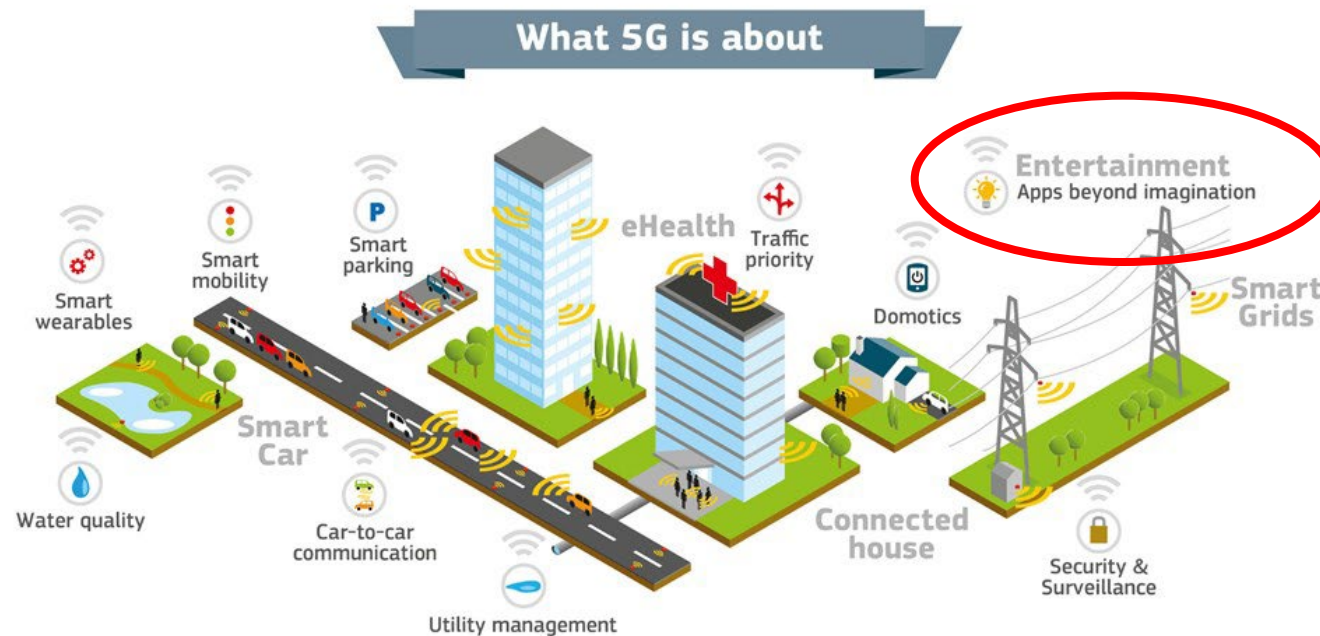 What 5G is about
Entertainment
Apps beyond imagination
eHealth
Traffic
priority
P
Smart
parking
Smart
mobility
Smart
wearables
Domotics
Smart
Grids
Smart
Car
Water quality
Car-to-car
communication
Connected
house
Security &
Surveillance
Utility management